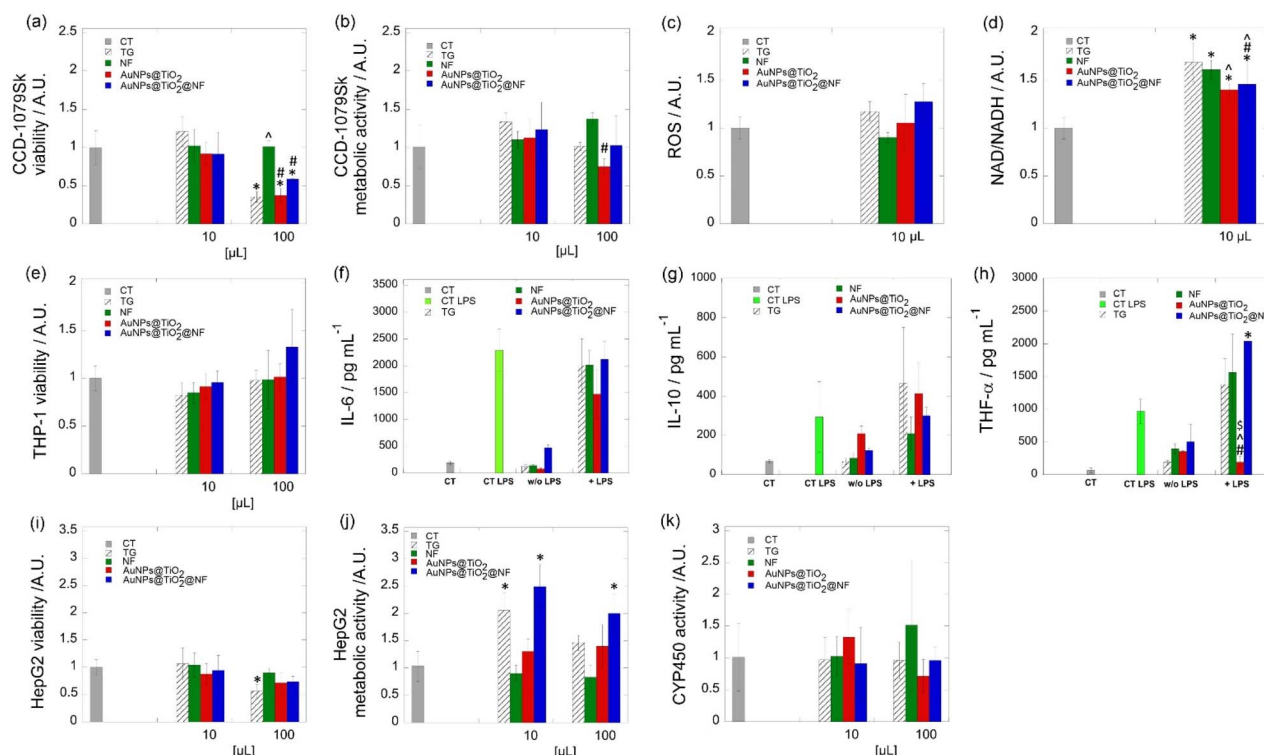 (a)
CCD-1079Sk
viability / A.U.
2.5
2
1.5
1
0.5
0
CT
TG
NF
AuNPs@TiO2
AuNPs@TiO2@NF
* ^ # * # *
10 100
[µL]
(b)
CCD-1079Sk
metabolic activity / A.U.
2.5
2
1.5
1
0.5
0
CT
TG
NF
AuNPs@TiO2
AuNPs@TiO2@NF
#
10 100
[µL]
(c)
ROS / A.U.
2
1.5
1
0.5
0
CT
TG
NF
AuNPs@TiO2
AuNPs@TiO2@NF
10 µL
(d)
NAD/NADH / A.U.
2
1.5
1
0.5
0
CT
TG
NF
AuNPs@TiO2
AuNPs@TiO2@NF
* * ^ * ^ # *
10 µL
(e)
THP-1 viability / A.U.
2
1.5
1
0.5
0
CT
TG
NF
AuNPs@TiO2
AuNPs@TiO2@NF
10 100
[µL]
(f)
IL-6 / pg mL-1
3500
3000
2500
2000
1500
1000
500
0
CT
CT LPS
TG
NF
AuNPs@TiO2
AuNPs@TiO2@NF
CT CT LPS w/o LPS + LPS
(g)
IL-10 / pg mL-1
1000
800
600
400
200
0
CT
CT LPS
TG
NF
AuNPs@TiO2
AuNPs@TiO2@NF
CT CT LPS w/o LPS + LPS
(h)
THF-α / pg mL-1
3000
2500
2000
1500
1000
500
0
CT
CT LPS
TG
NF
AuNPs@TiO2
AuNPs@TiO2@NF
$ ^ # *
CT CT LPS w/o LPS + LPS
(i)
HepG2 viability /A.U.
3.5
3
2.5
2
1.5
1
0.5
0
CT
TG
NF
AuNPs@TiO2
AuNPs@TiO2@NF
*
10 100
[µL]
(j)
HepG2
metabolic activity /A.U.
3.5
3
2.5
2
1.5
1
0.5
0
CT
TG
NF
AuNPs@TiO2
AuNPs@TiO2@NF
* * *
10 100
[µL]
(k)
CYP450 activity /A.U.
3
2.5
2
1.5
1
0.5
0
CT
TG
NF
AuNPs@TiO2
AuNPs@TiO2@NF
10 100
[µL]